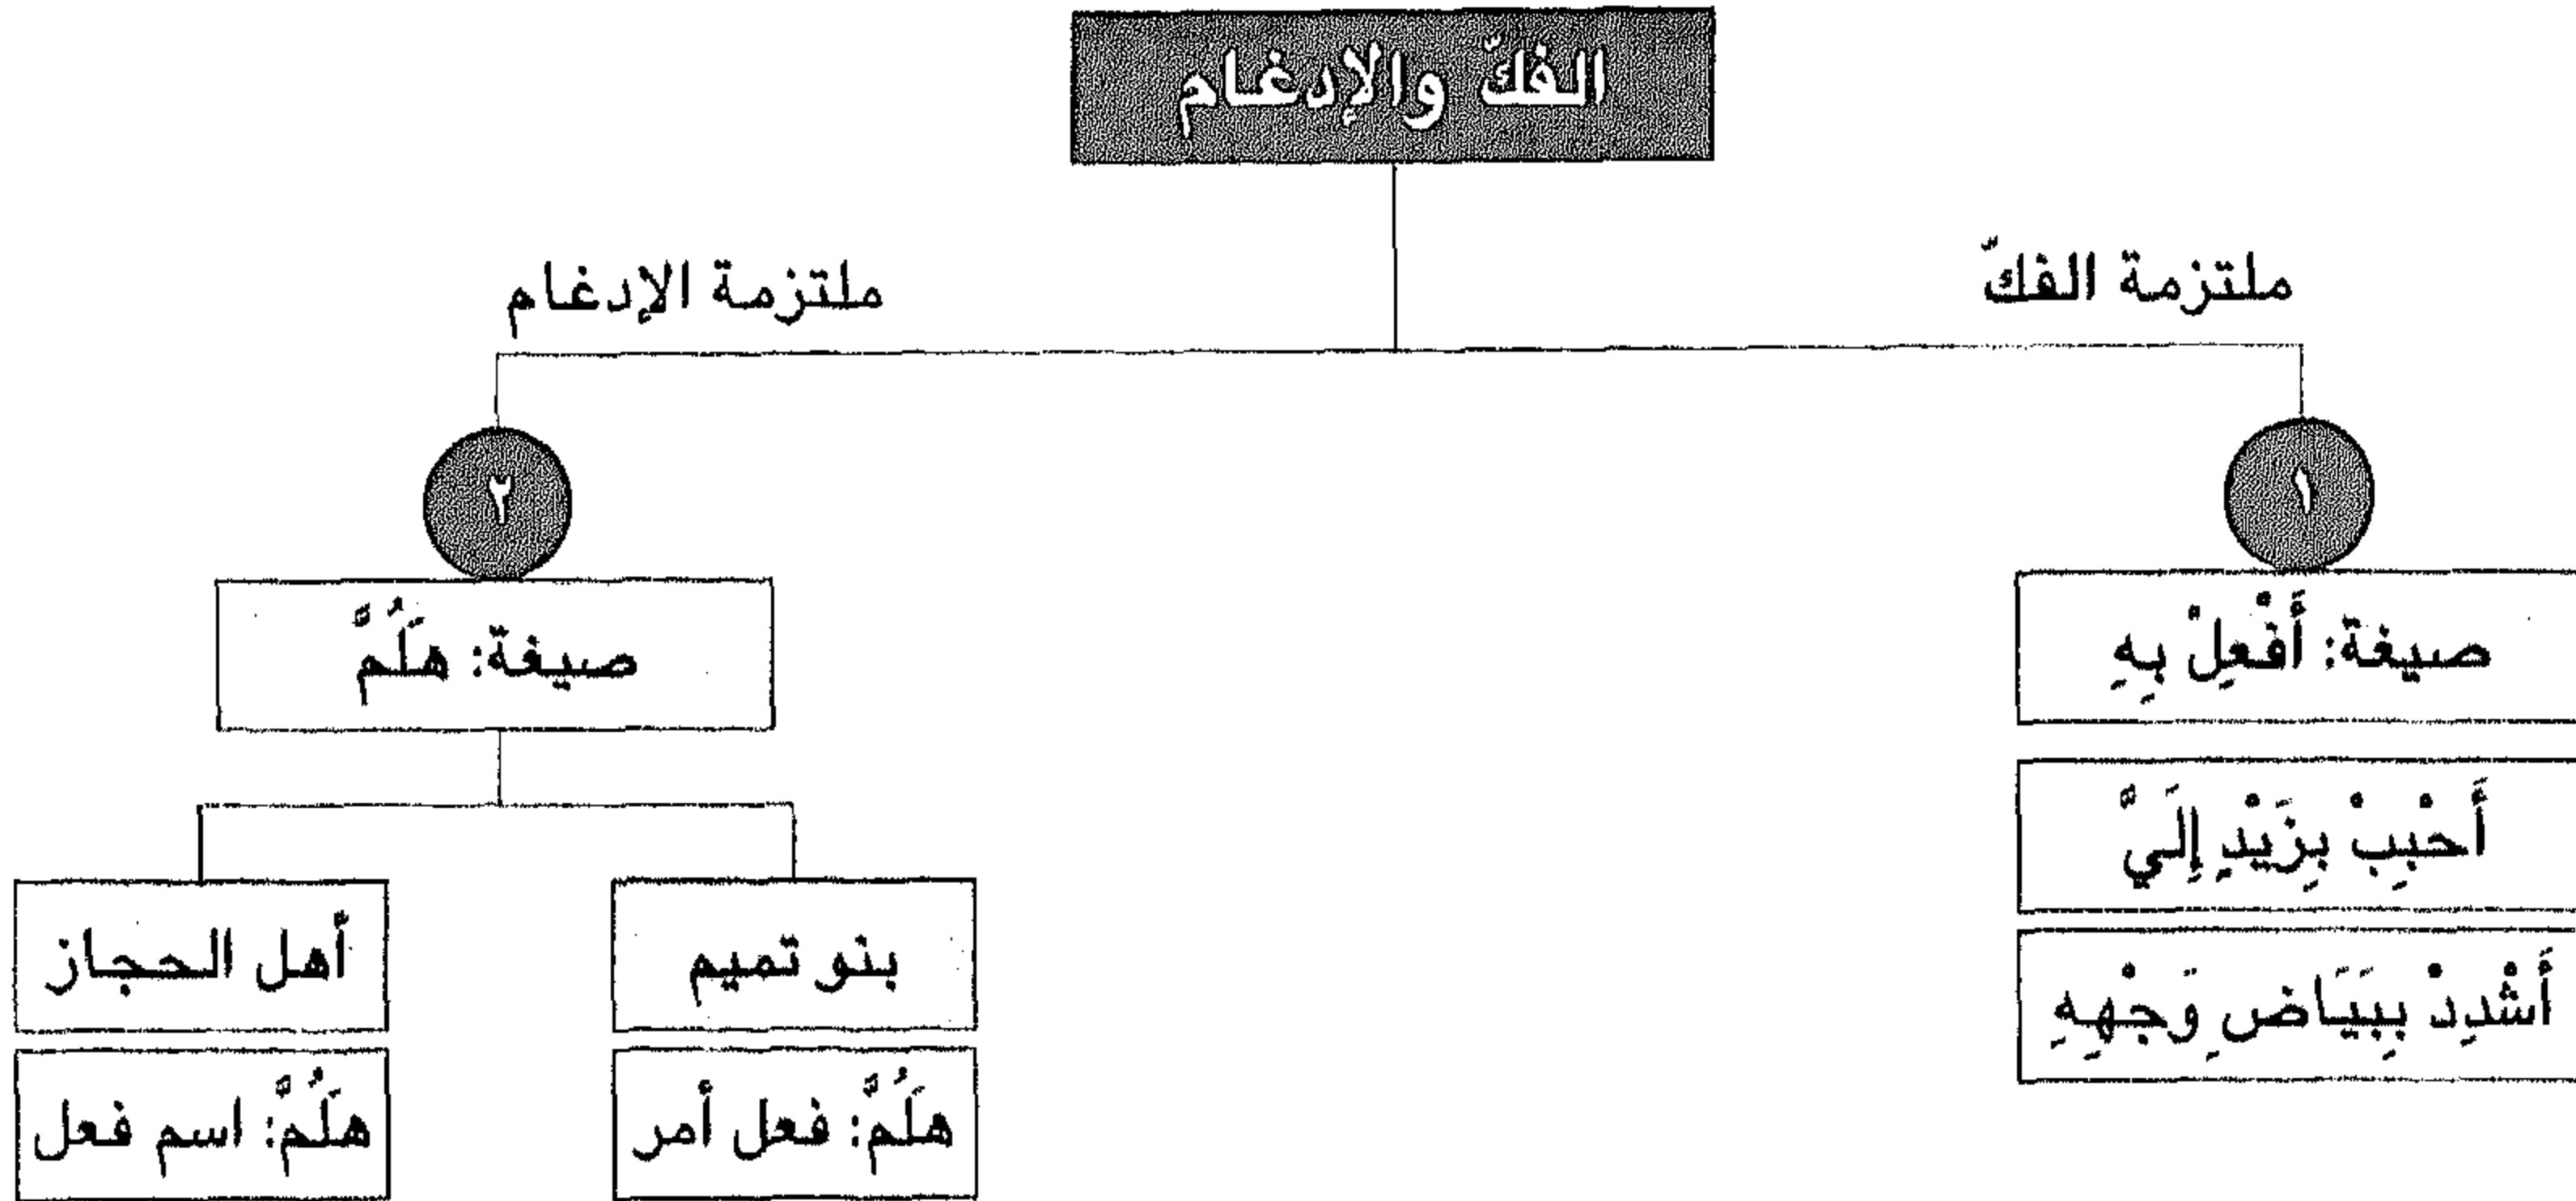 الفكّ والإدغام
ملتزمة الفكّ
ملتزمة الإدغام
١
صيغة: أَفْعِلْ بِهِ
أَحْبِبْ بِزَيْدٍ إِلَيَّ
أَشْدِدْ بِبَيَاضِ وَجْهِهِ
٢
صيغة: هَلُمَّ
بنو تميم
هَلُمَّ: فعل أمر
أهل الحجاز
هَلُمَّ: اسم فعل